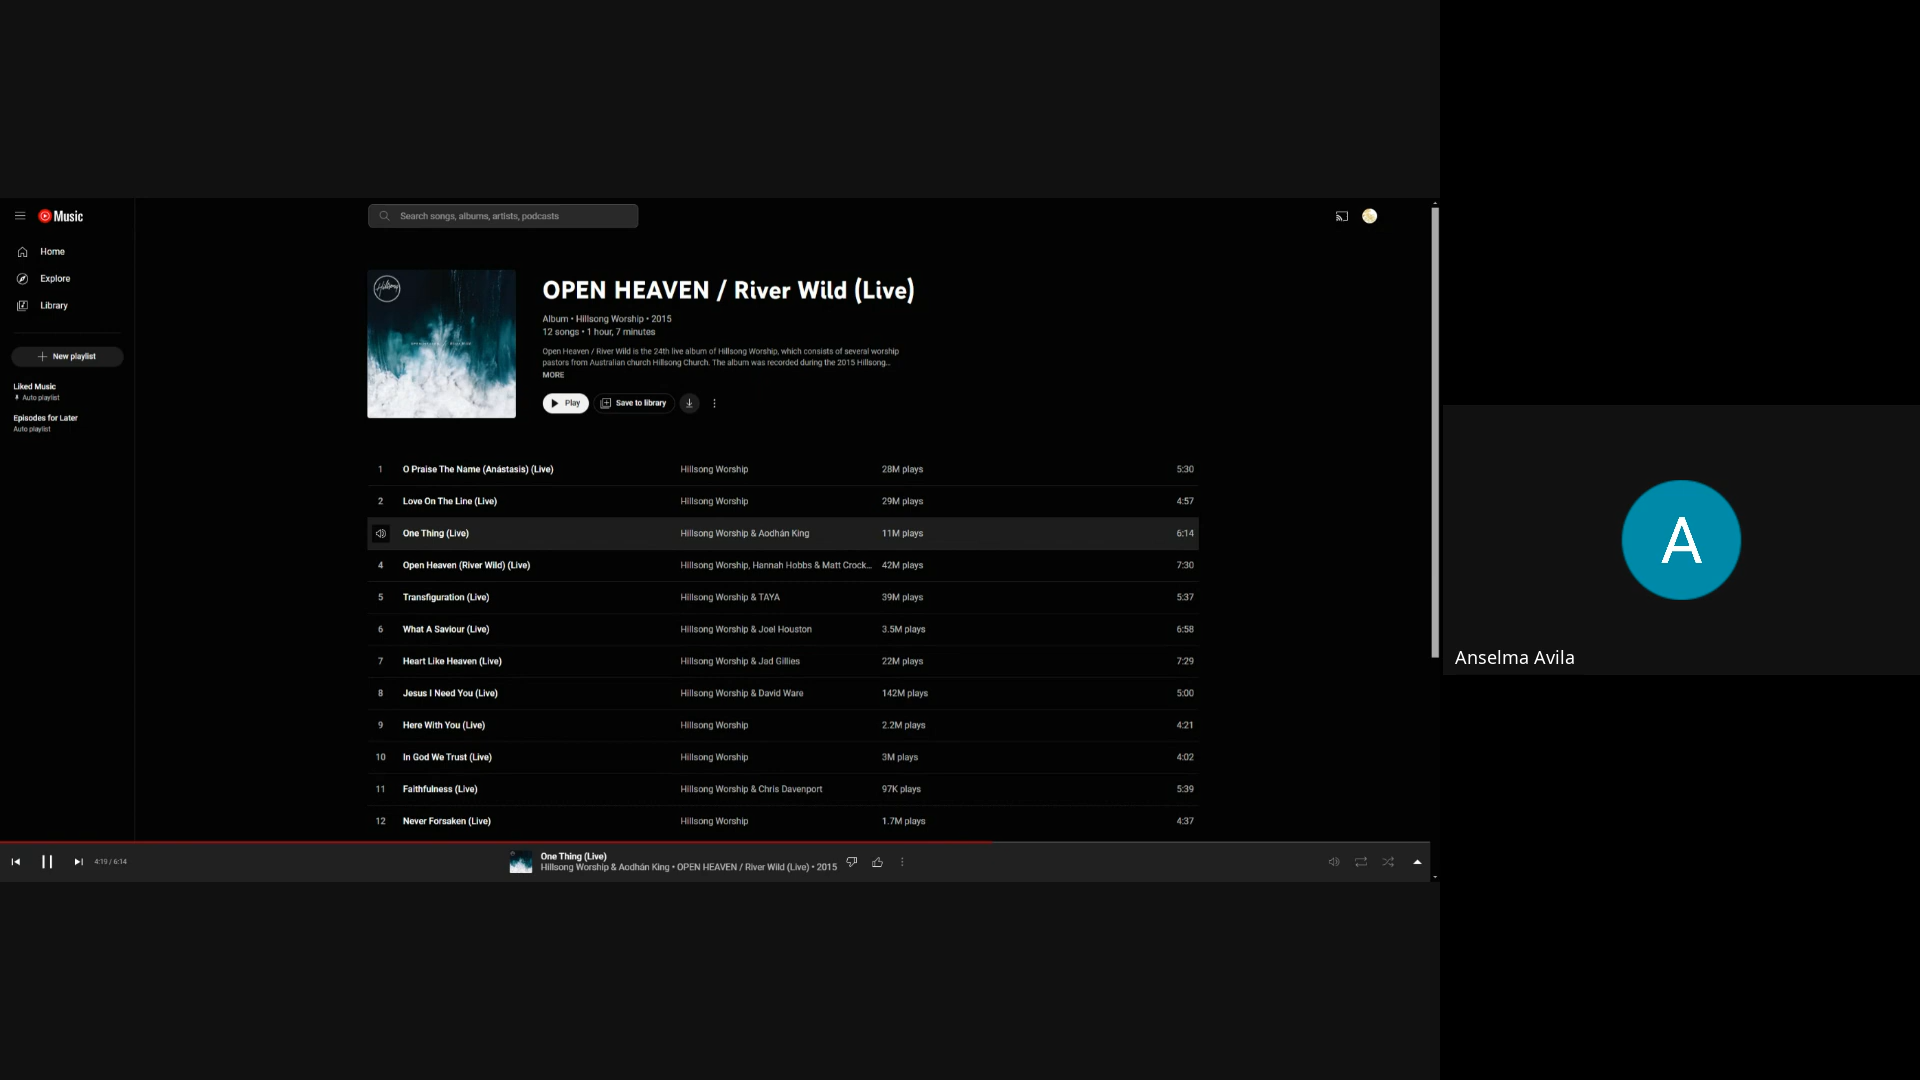 Music
Search songs, albums, artists, podcasts
Home
Explore
Library
New playlist
Liked Music
Auto playlist
Episodes for Later
Auto playlist
Hillsong
OPEN HEAVEN / River Wild (Live)
Album • Hillsong Worship • 2015
12 songs • 1 hour, 7 minutes
Open Heaven / River Wild is the 24th live album of Hillsong Worship, which consists of several worship
pastors from Australian church Hillsong Church. The album was recorded during the 2015 Hillsong...
MORE
Play
Save to library
1 O Praise The Name (Anástasis) (Live) Hillsong Worship 28M plays 5:30
2 Love On The Line (Live) Hillsong Worship 29M plays 4:57
One Thing (Live) Hillsong Worship & Aodhán King 11M plays 6:14
4 Open Heaven (River Wild) (Live) Hillsong Worship, Hannah Hobbs & Matt Crock... 42M plays 7:30
5 Transfiguration (Live) Hillsong Worship & TAYA 39M plays 5:37
6 What A Saviour (Live) Hillsong Worship & Joel Houston 3.5M plays 6:58
7 Heart Like Heaven (Live) Hillsong Worship & Jad Gillies 22M plays 7:29
8 Jesus I Need You (Live) Hillsong Worship & David Ware 142M plays 5:00
9 Here With You (Live) Hillsong Worship 2.2M plays 4:21
10 In God We Trust (Live) Hillsong Worship 3M plays 4:02
11 Faithfulness (Live) Hillsong Worship & Chris Davenport 97K plays 5:39
12 Never Forsaken (Live) Hillsong Worship 1.7M plays 4:37
4:19 / 6:14
One Thing (Live)
Hillsong Worship & Aodhán King • OPEN HEAVEN / River Wild (Live) • 2015
A
Anselma Avila